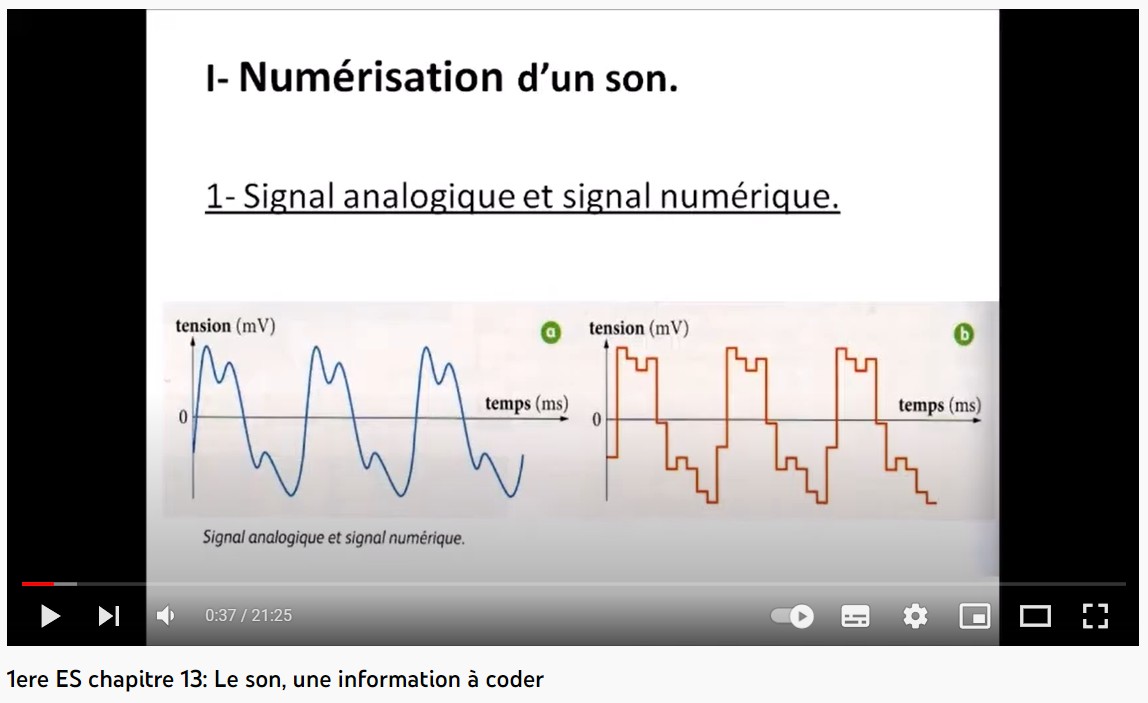 I- Numérisation d’un son.
1- Signal analogique et signal numérique.
tension (mV)
a
0
temps (ms)
tension (mV)
b
0
temps (ms)
Signal analogique et signal numérique.
0:37 / 21:25
1ere ES chapitre 13: Le son, une information à coder